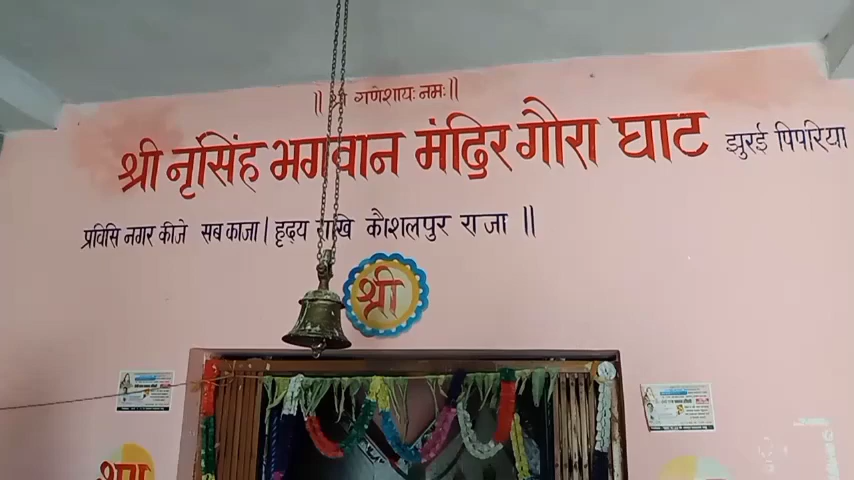 ॥ श्री गणेशायः नमः॥
श्री नृसिंह भगवान मंदिर गौरा घाट झुरई पिपरिया
प्रविसि नगर कीजे सब काजा। हृदय राखि कौशलपुर राजा ॥
श्री